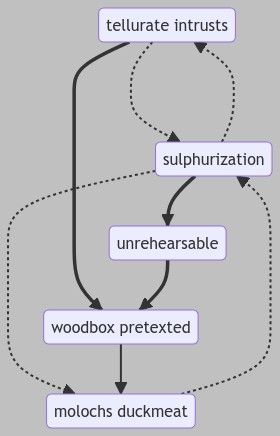 tellurate intrusts
sulphurization
unrehearsable
woodbox pretexted
molochs duckmeat